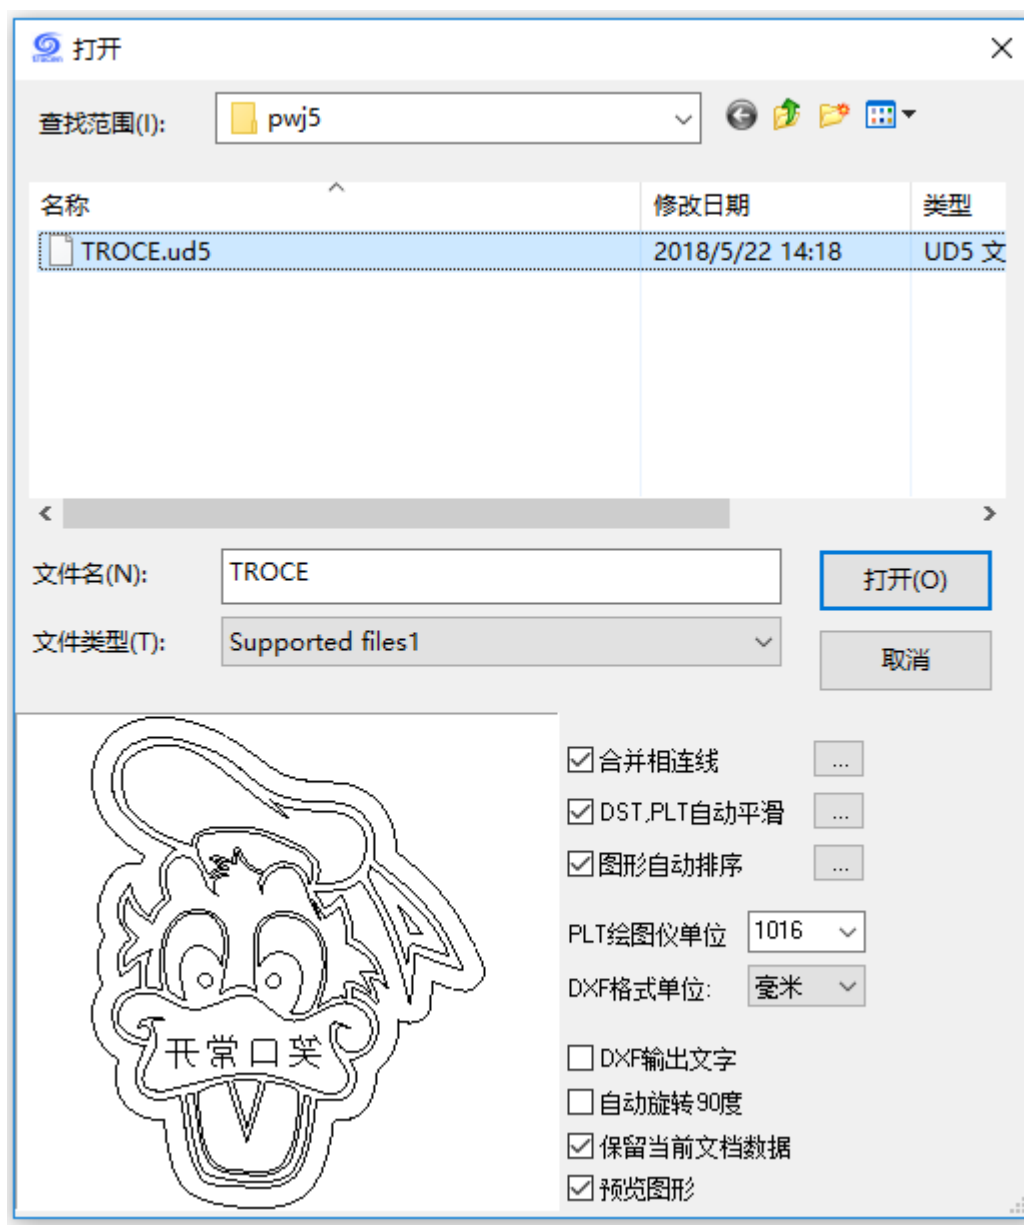 打开
查找范围(I):
pwj5
名称
修改日期
类型
TROCE.ud5
2018/5/22 14:18
UD5 文
文件名(N):
TROCE
打开(O)
文件类型(T):
Supported files1
取消
合并相连线
...
DST,PLT自动平滑
...
图形自动排序
...
PLT绘图仪单位
1016
DXF格式单位:
毫米
开常口笑
DXF输出文字
自动旋转90度
保留当前文档数据
预览图形